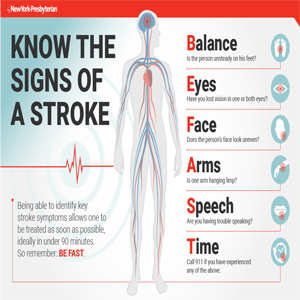 NewYork-Presbyterian
KNOW THE
SIGNS OF
A STROKE
Being able to identify key
stroke symptoms allows one to
be treated as soon as possible,
ideally in under 90 minutes.
So remember: BE FAST.
Balance
Is the person unsteady on his feet?
Eyes
Have you lost vision in one or both eyes?
Face
Does the person's face look uneven?
Arms
Is one arm hanging limp?
Speech
Are you having trouble speaking?
Time
Call 911 if you have experienced
any of the above.